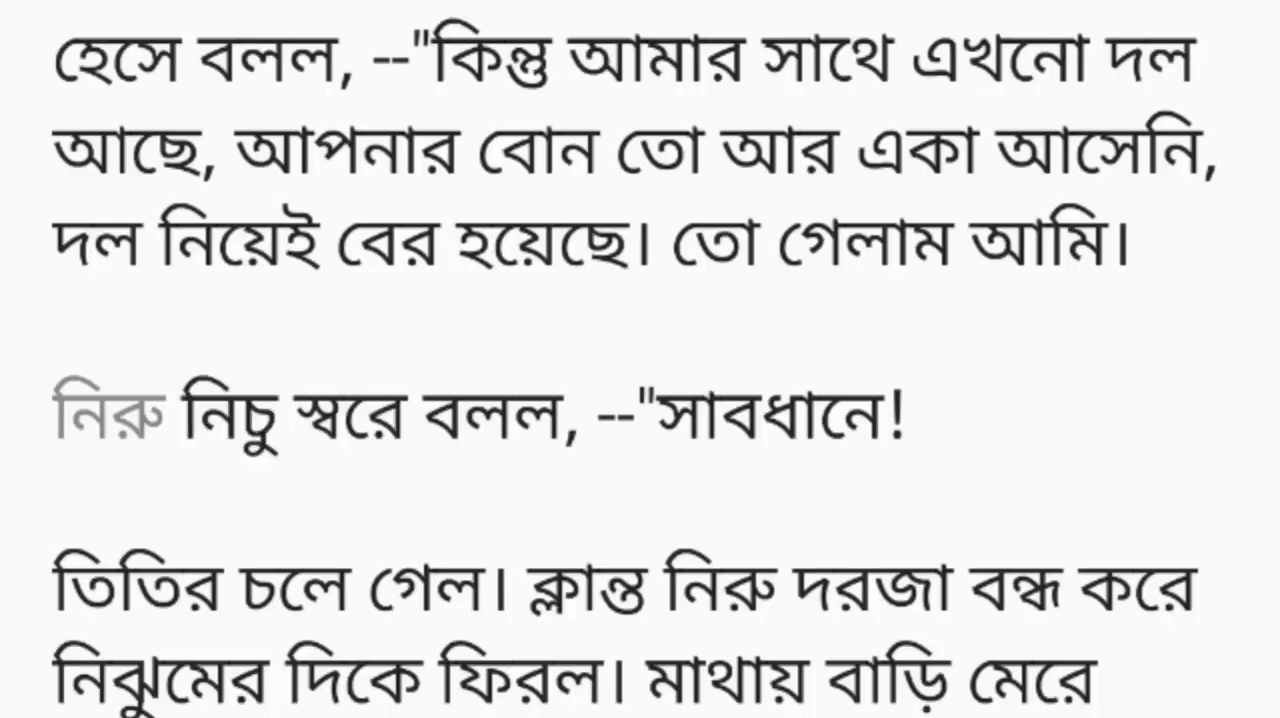 হেসে বলল, --"কিন্তু আমার সাথে এখনো দল
আছে, আপনার বোন তো আর একা আসেনি,
দল নিয়েই বের হয়েছে। তো গেলাম আমি।
নিরু নিচু স্বরে বলল, --"সাবধানে!
তিতির চলে গেল। ক্লান্ত নিরু দরজা বন্ধ করে
নিঝুমের দিকে ফিরল। মাথায় বাড়ি মেরে